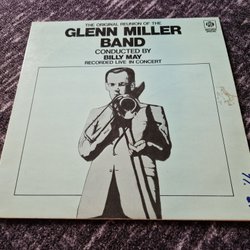 THE ORIGINAL REUNION OF THE
GLENN MILLER
BAND
CONDUCTED BY
BILLY MAY
RECORDED LIVE IN CONCERT